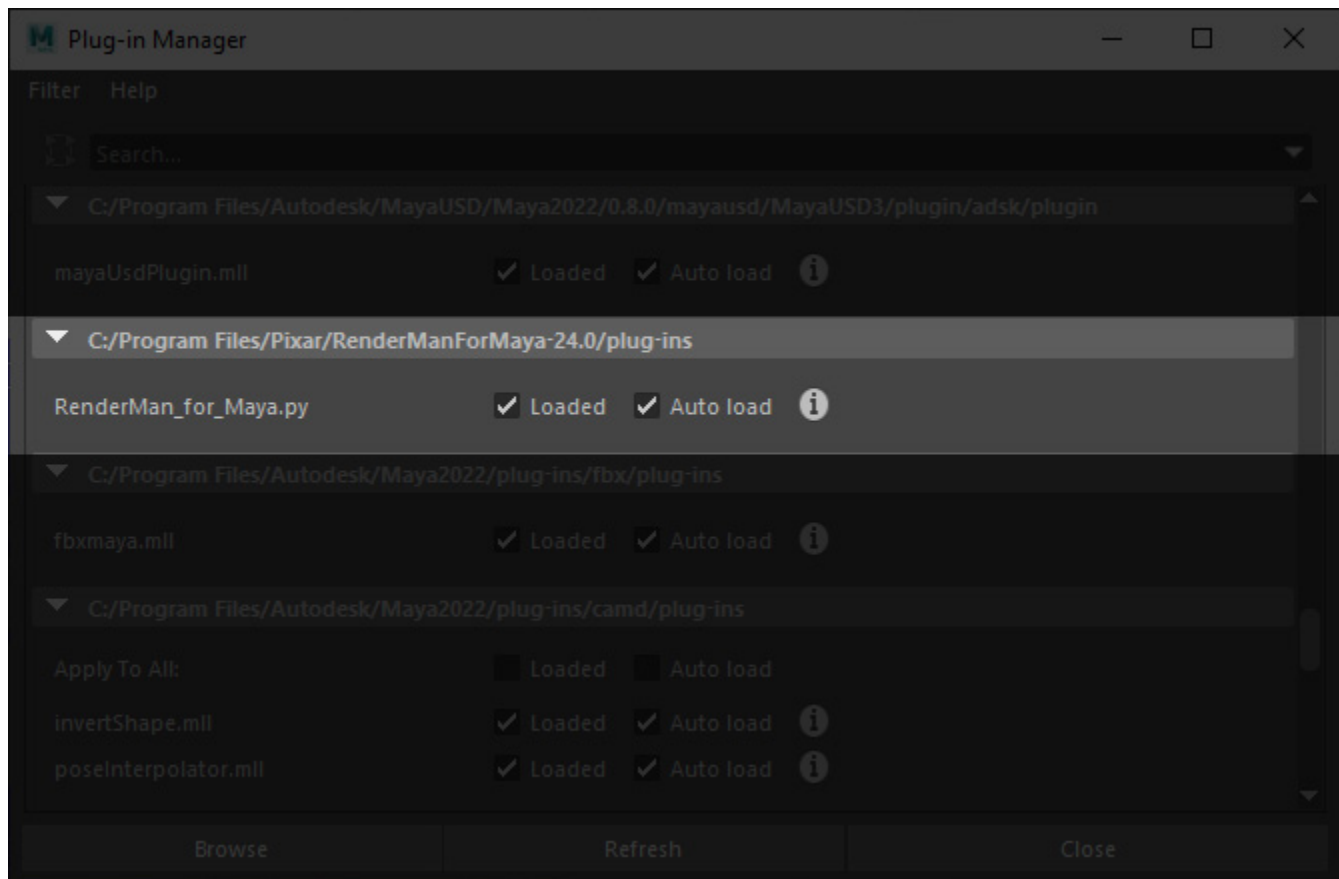 Plug-in Manager
Filter Help
Search...
C:/Program Files/Autodesk/MayaUSD/Maya2022/0.8.0/mayausd/MayaUSD3/plugin/adsk/plugin
mayaUsdPlugin.mll Loaded Auto load
C:/Program Files/Pixar/RenderManForMaya-24.0/plug-ins
RenderMan_for_Maya.py Loaded Auto load
C:/Program Files/Autodesk/Maya2022/plug-ins/fbx/plug-ins
fbxmaya.mll Loaded Auto load
C:/Program Files/Autodesk/Maya2022/plug-ins/camd/plug-ins
Apply To All: Loaded Auto load
invertShape.mll Loaded Auto load
poseInterpolator.mll Loaded Auto load
Browse Refresh Close